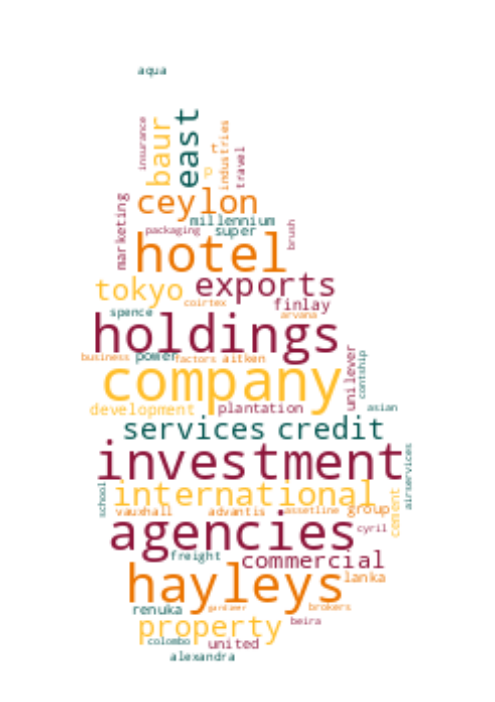 aqua
insurance
baur
east
r
p
industries
travel
marketing
ceylon
millennium
packaging
super
brush
hotel
tokyo
exports
coirtex
finlay
spence
arvana
holdings
business
power
factors
aitken
unilever
contship
company
development
plantation
asian
services
credit
investment
school
international
airservices
vauxhall
advantis
assetline
group
cement
agencies
cyril
freight
commercial
hayleys
lanka
renuka
gardiner
brokers
property
beira
colombo
united
alexandra